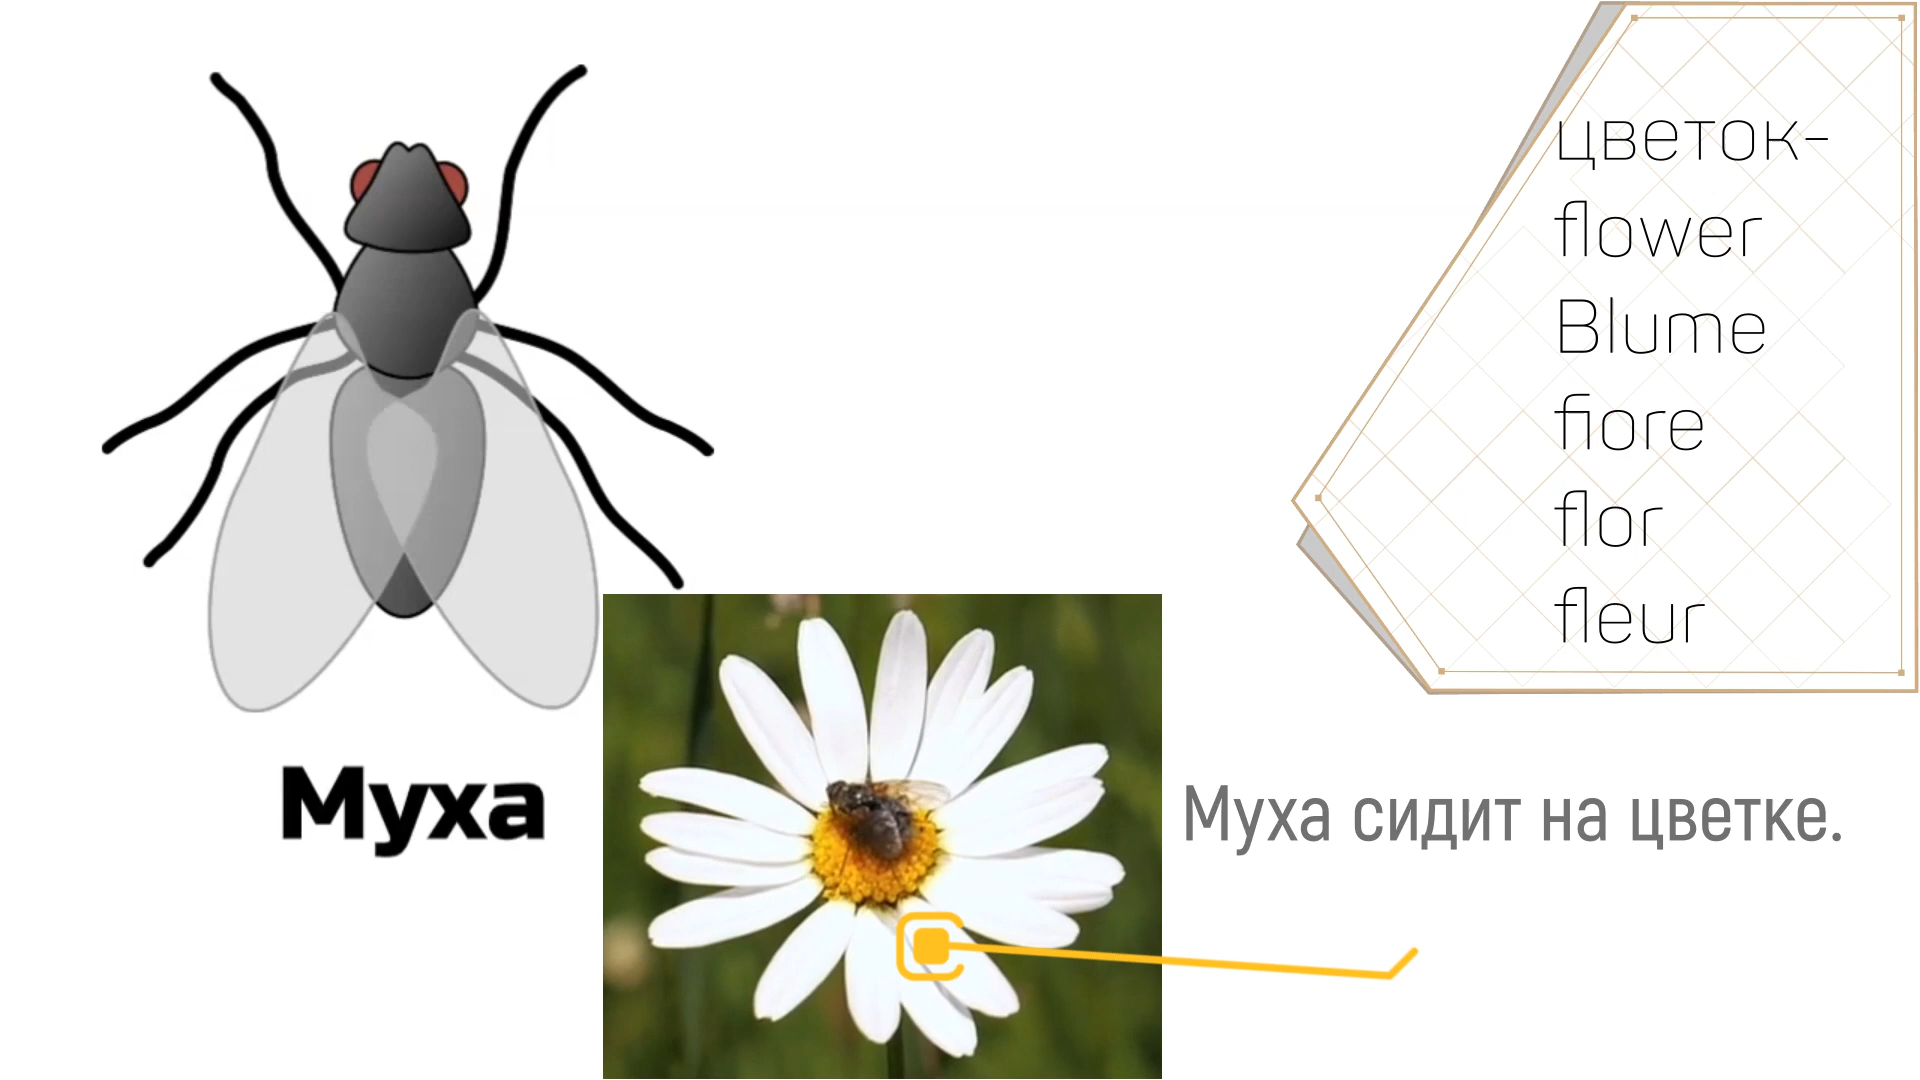 цветок-
flower
Blume
fiore
flor
fleur
Муха
Муха сидит на цветке.